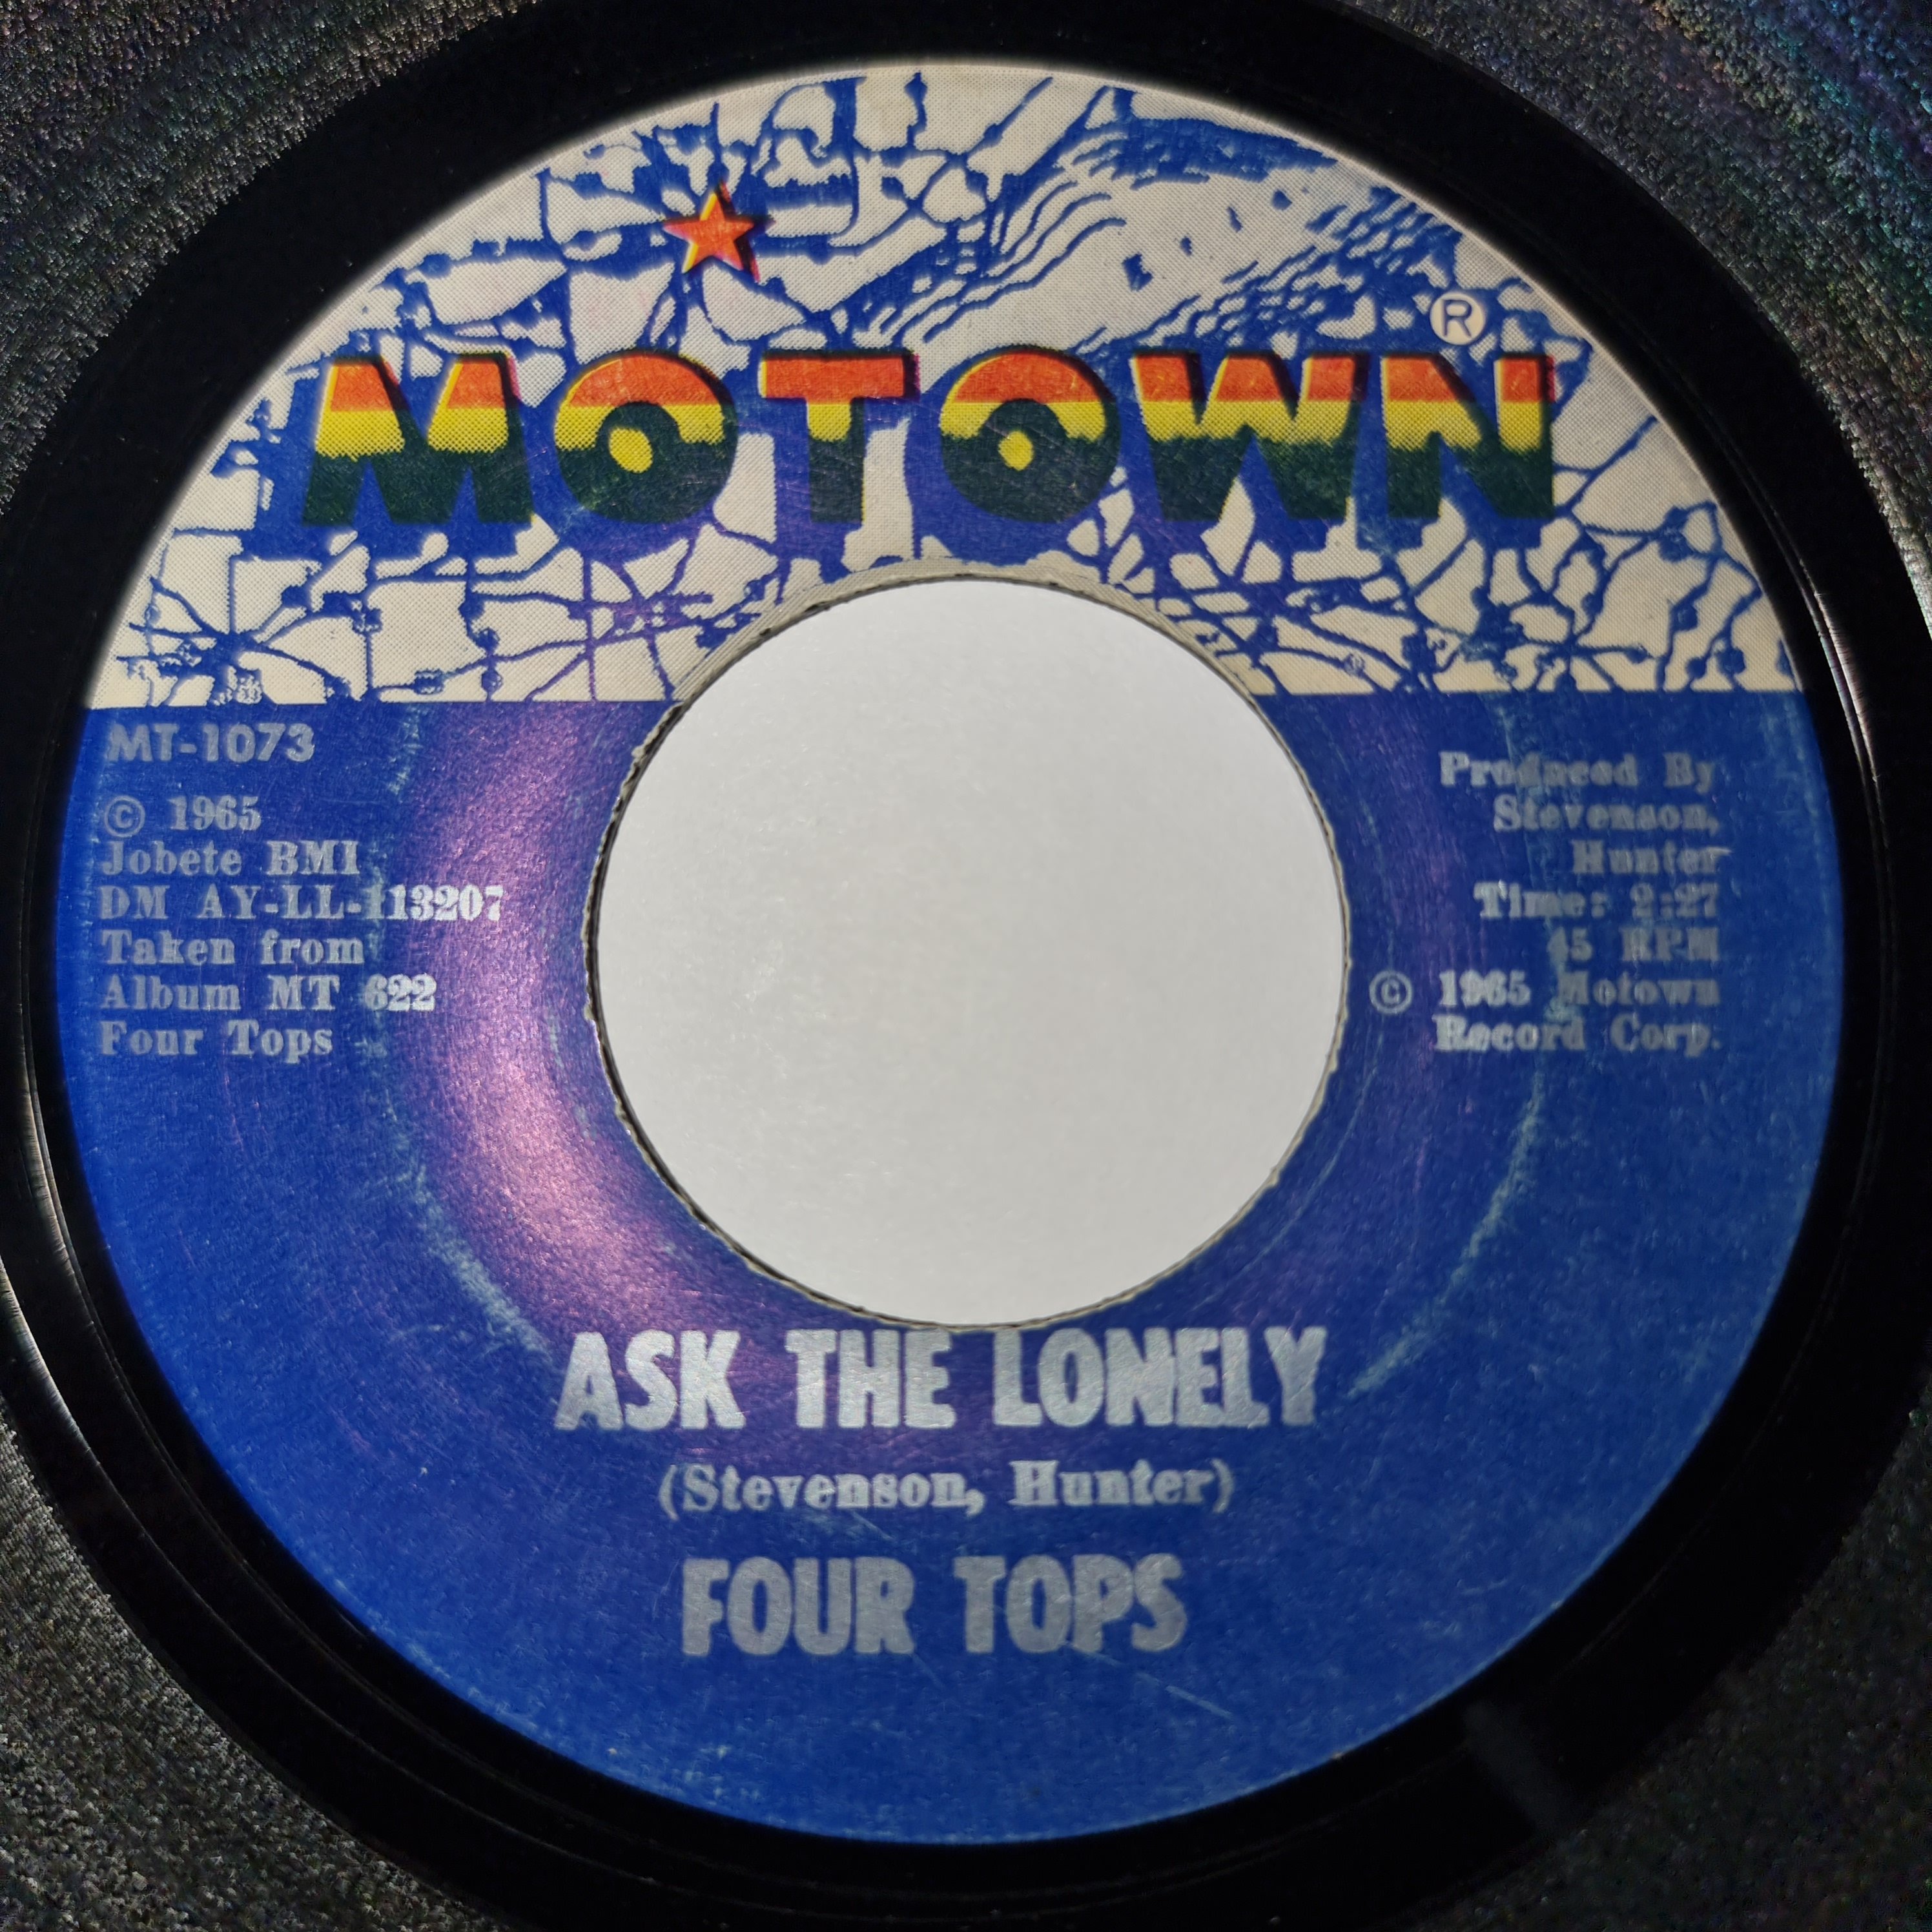 MOTOWN®
MT-1073
© 1965
Jobete BMI
DM AY-LL-113207
Taken from
Album MT 622
Four Tops
Produced By
Stevenson,
Hunter
Time: 2:27
45 RPM
© 1965 Motown
Record Corp.
ASK THE LONELY
(Stevenson, Hunter)
FOUR TOPS